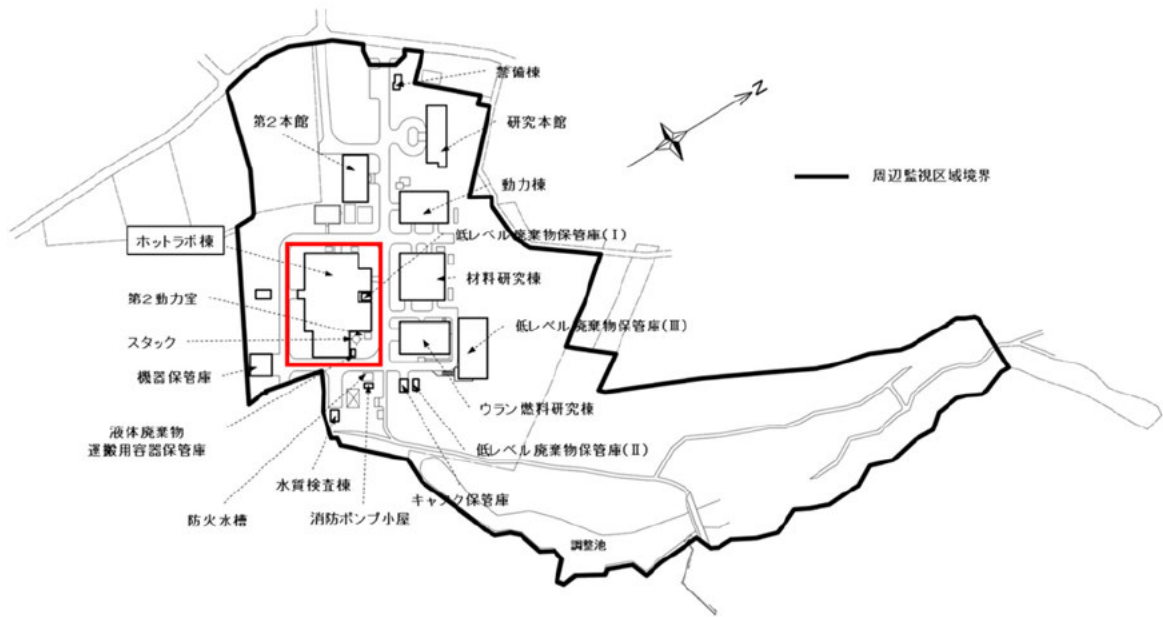 警備棟
N
第2本館
研究本館
周辺監視区域境界
動力棟
ホットラボ棟
低レベル廃棄物保管庫(Ⅰ)
材料研究棟
第2動力室
低レベル廃棄物保管庫(Ⅲ)
スタック
機器保管庫
ウラン燃料研究棟
液体廃棄物
運搬用容器保管庫
低レベル廃棄物保管庫(Ⅱ)
水質検査棟
キャスク保管庫
防火水槽
消防ポンプ小屋
調整池